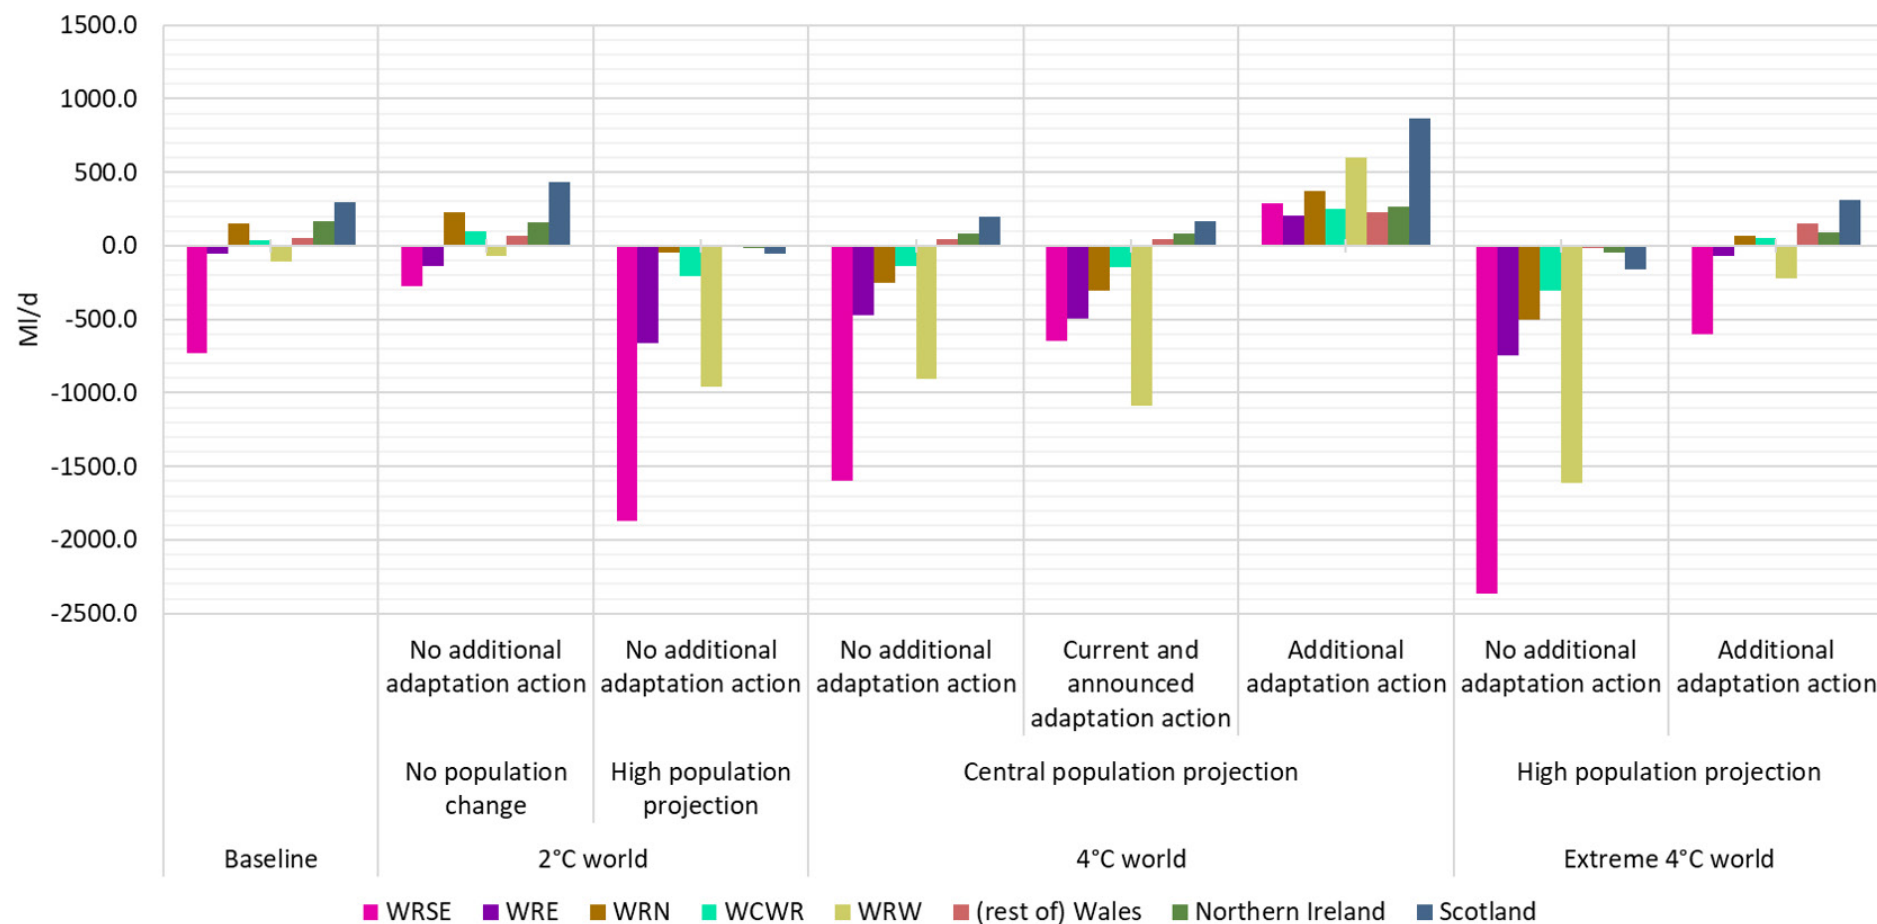 1500.0
1000.0
500.0
0.0
-500.0
-1000.0
-1500.0
-2000.0
-2500.0
Ml/d
No additional adaptation action
No additional adaptation action
No additional adaptation action
Current and announced adaptation action
Additional adaptation action
No additional adaptation action
Additional adaptation action
No population change
High population projection
Central population projection
High population projection
Baseline
2°C world
4°C world
Extreme 4°C world
WRSE WRE WRN WCWR WRW (rest of) Wales Northern Ireland Scotland